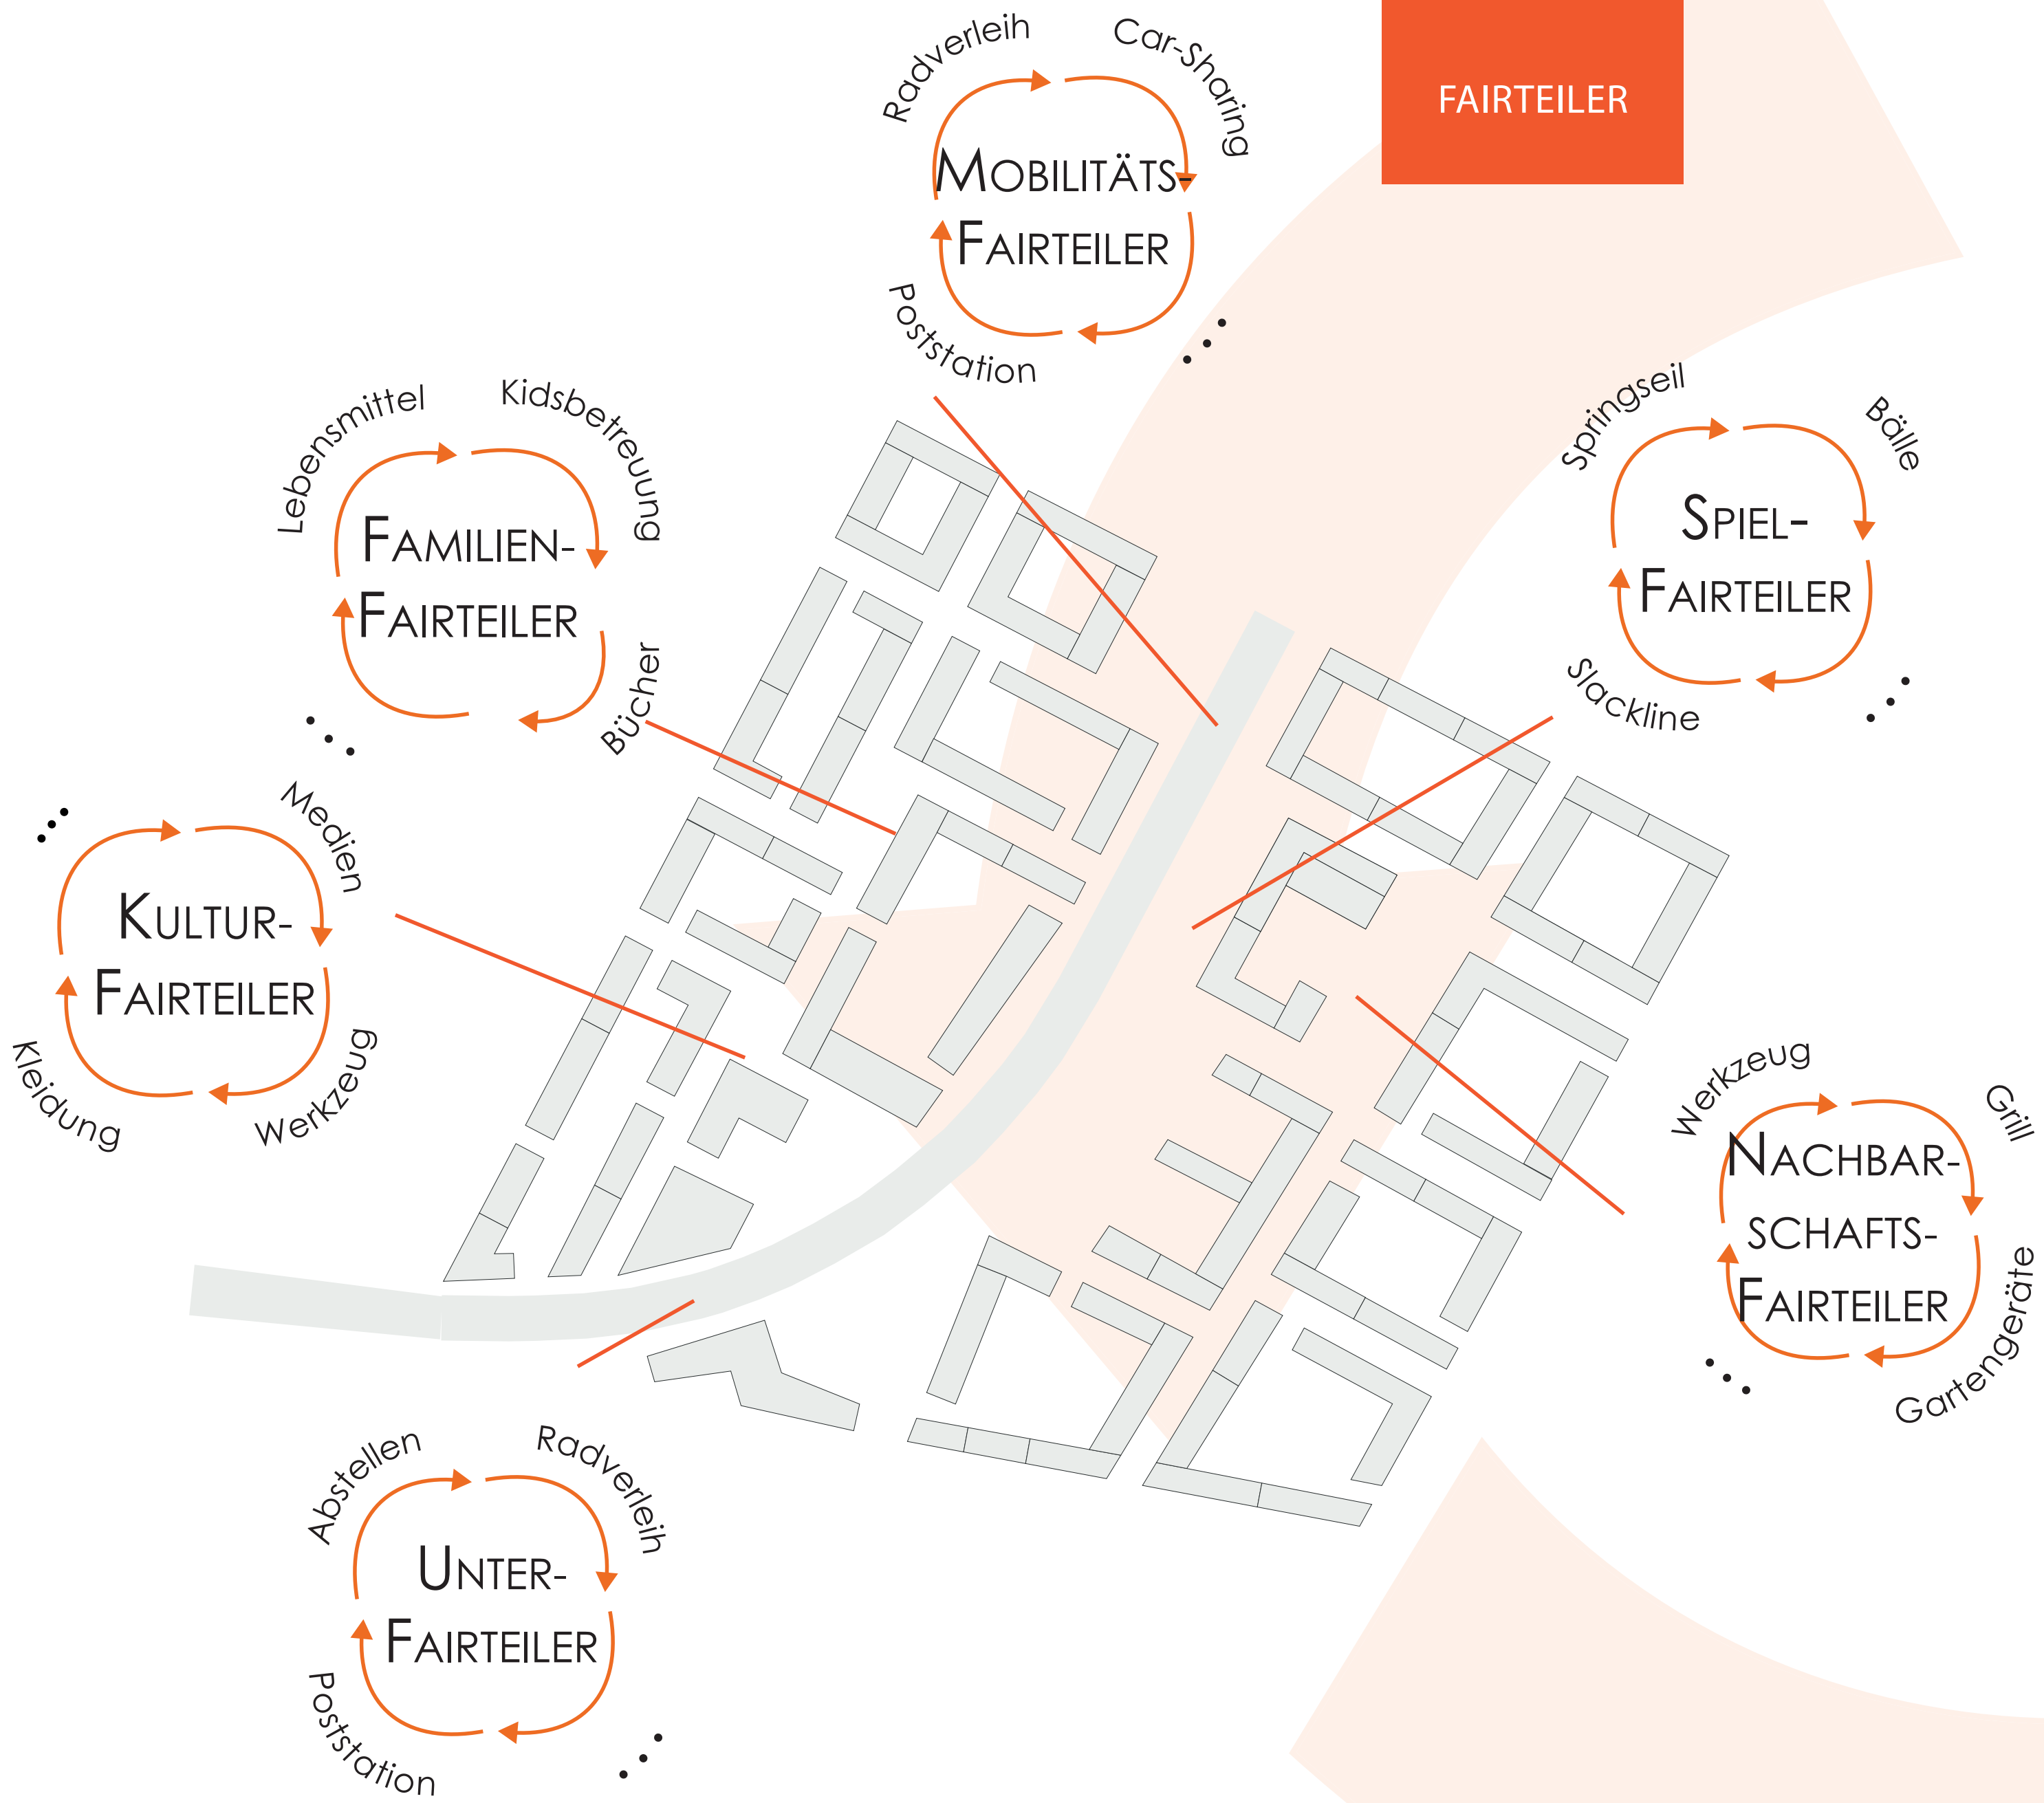 FAIRTEILER
Radverleih
Car-Sharing
MOBILITÄTS-
FAIRTEILER
Poststation
...
Lebensmittel
Kidsbetreuung
FAMILIEN-
FAIRTEILER
Bücher
...
Springseil
Bälle
SPIEL-
FAIRTEILER
Slackline
...
...
Medien
KULTUR-
FAIRTEILER
Kleidung
Werkzeug
Werkzeug
Grill
NACHBAR-
SCHAFTS-
FAIRTEILER
Gartengeräte
...
Abstellen
Radverleih
UNTER-
FAIRTEILER
Poststation
...